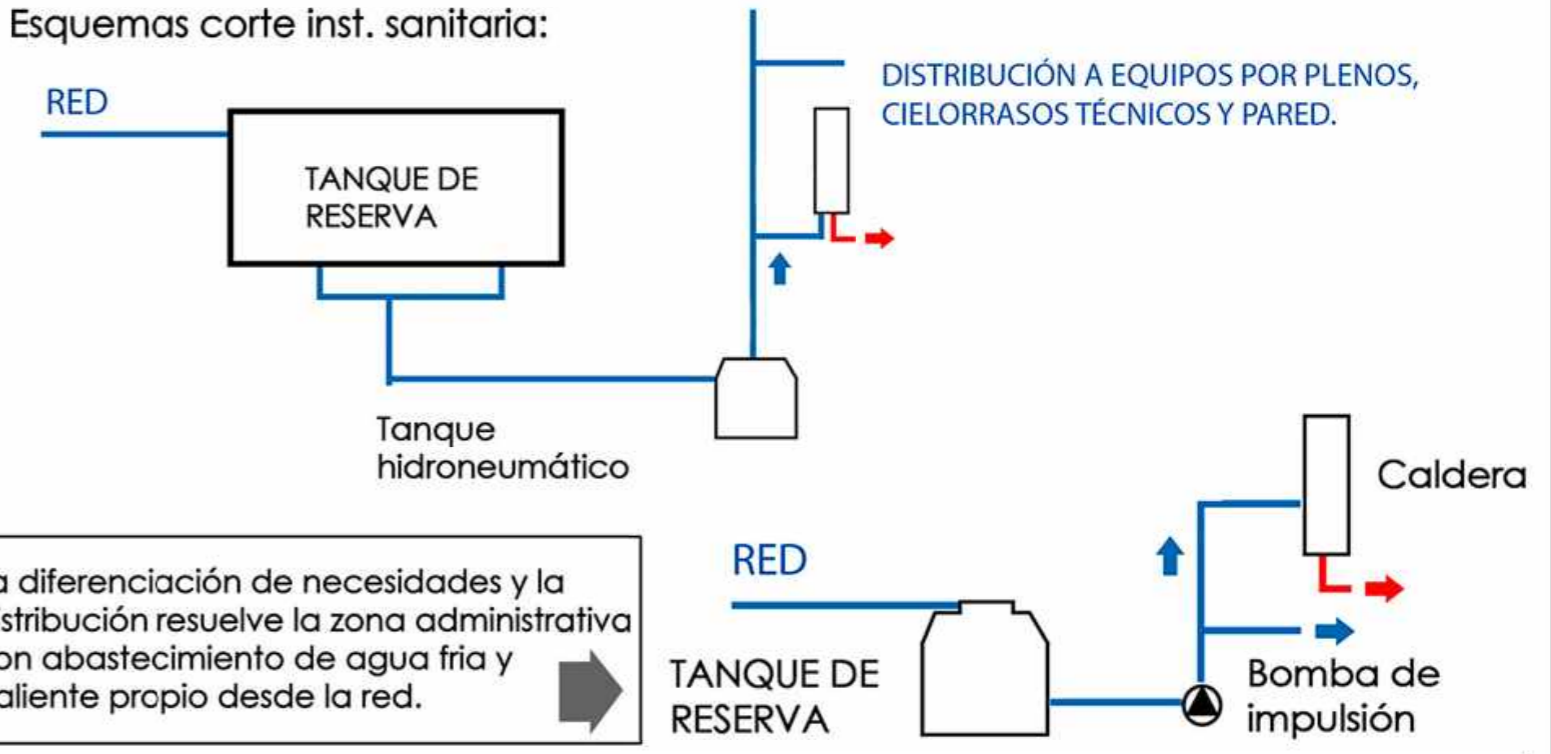 Esquemas corte inst. sanitaria:
RED
DISTRIBUCIÓN A EQUIPOS POR PLENOS,
CIELORRASOS TÉCNICOS Y PARED.
TANQUE DE
RESERVA
Tanque
hidroneumático
Caldera
a diferenciación de necesidades y la
istribución resuelve la zona administrativa
on abastecimiento de agua fria y
aliente propio desde la red.
RED
TANQUE DE
RESERVA
Bomba de
impulsión